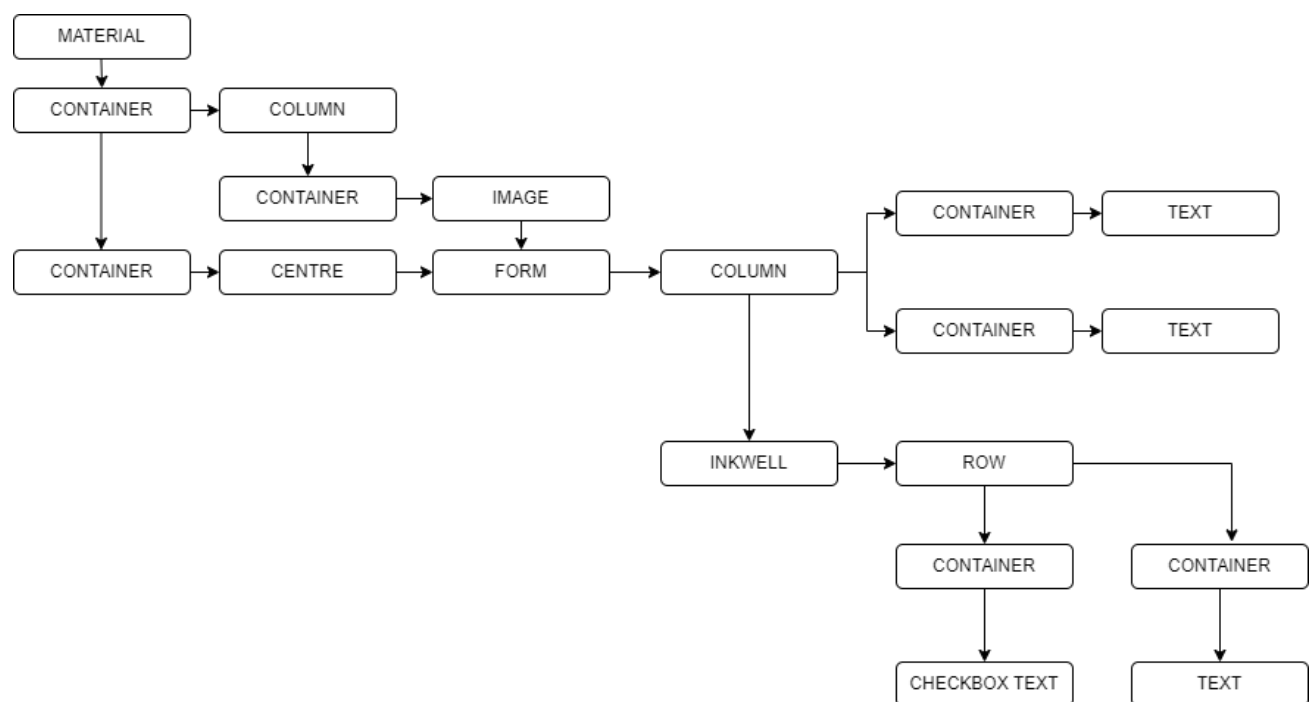 MATERIAL
CONTAINER
COLUMN
CONTAINER
IMAGE
CONTAINER
TEXT
CONTAINER
CENTRE
FORM
COLUMN
CONTAINER
TEXT
INKWELL
ROW
CONTAINER
CONTAINER
CHECKBOX TEXT
TEXT